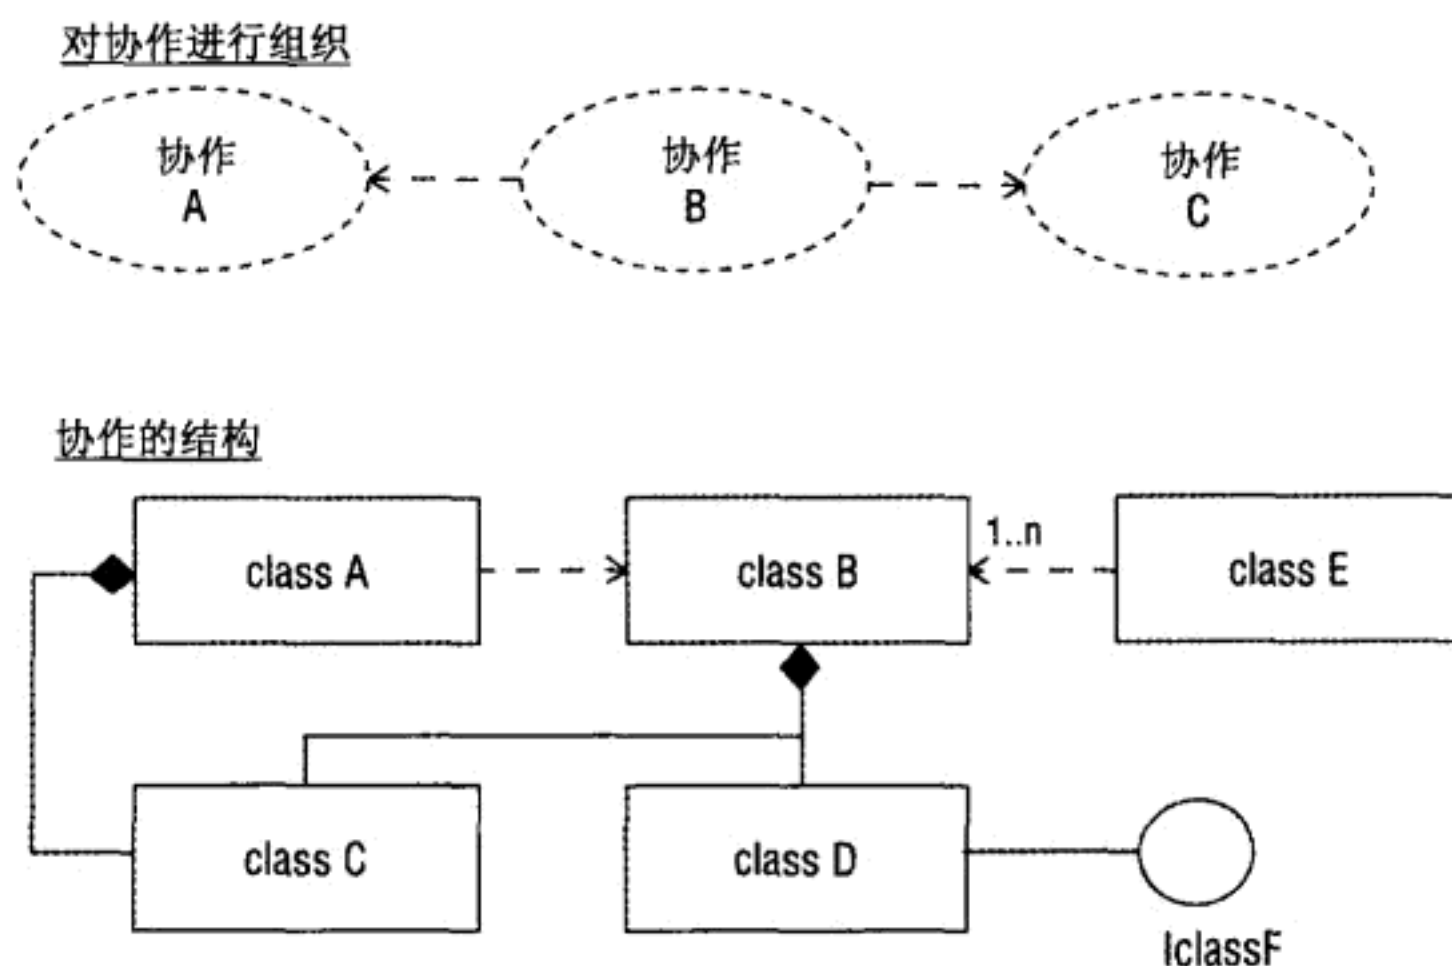 对协作进行组织
协作
A
协作
B
协作
C
协作的结构
class A
class B
1..n
class E
class C
class D
IclassF